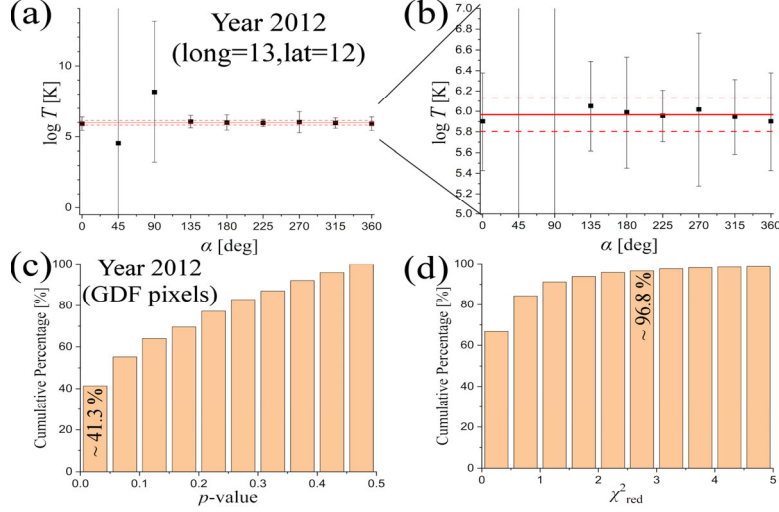 (a)
Year 2012
(long=13,lat=12)
log T [K]
10
5
0
0 45 90 135 180 225 270 315 360
α [deg]
(b)
log T [K]
7.0
6.8
6.6
6.4
6.2
6.0
5.8
5.6
5.4
5.2
5.0
0 45 90 135 180 225 270 315 360
α [deg]
(c)
Year 2012
(GDF pixels)
Cumulative Percentage [%]
100
80
60
40
20
0
~ 41.3 %
0.0 0.1 0.2 0.3 0.4 0.5
p-value
(d)
Cumulative Percentage [%]
100
80
60
40
20
0
~ 96.8 %
0 1 2 3 4 5
χ²red